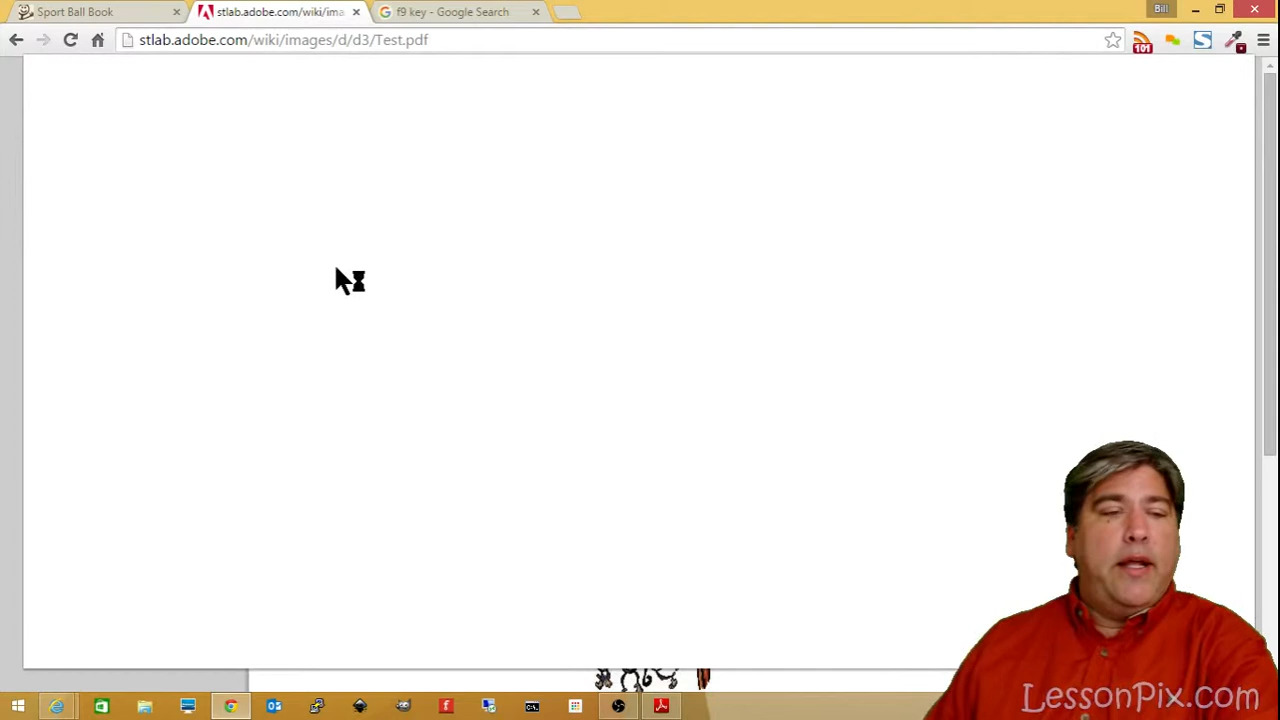 Sport Ball Book
stlab.adobe.com/wiki/ima
f9 key - Google Search
Bill
stlab.adobe.com/wiki/images/d/d3/Test.pdf
101
LessonPix.com